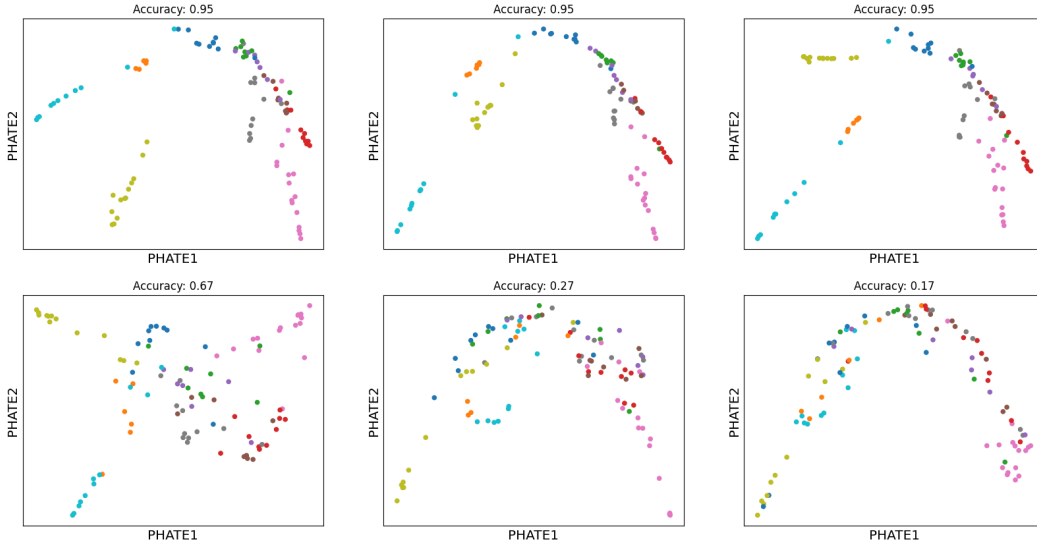 Accuracy: 0.95
Accuracy: 0.95
Accuracy: 0.95
PHATE2
PHATE2
PHATE2
PHATE1
PHATE1
PHATE1
Accuracy: 0.67
Accuracy: 0.27
Accuracy: 0.17
PHATE2
PHATE2
PHATE2
PHATE1
PHATE1
PHATE1